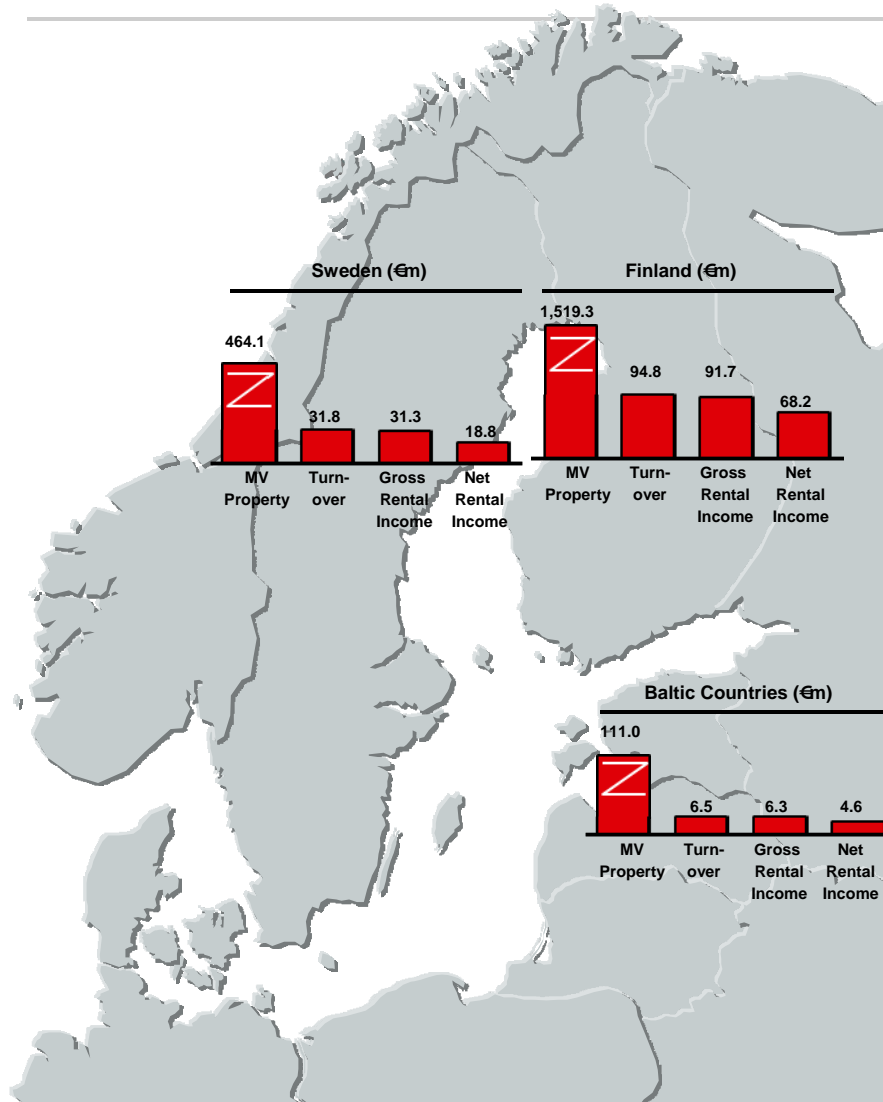 Sweden (€m)
464.1
31.8
31.3
18.8
MV
Property
Turn-
over
Gross
Rental
Income
Net
Rental
Income
Finland (€m)
1,519.3
94.8
91.7
68.2
MV
Property
Turn-
over
Gross
Rental
Income
Net
Rental
Income
Baltic Countries (€m)
111.0
6.5
6.3
4.6
MV
Property
Turn-
over
Gross
Rental
Income
Net
Rental
Income